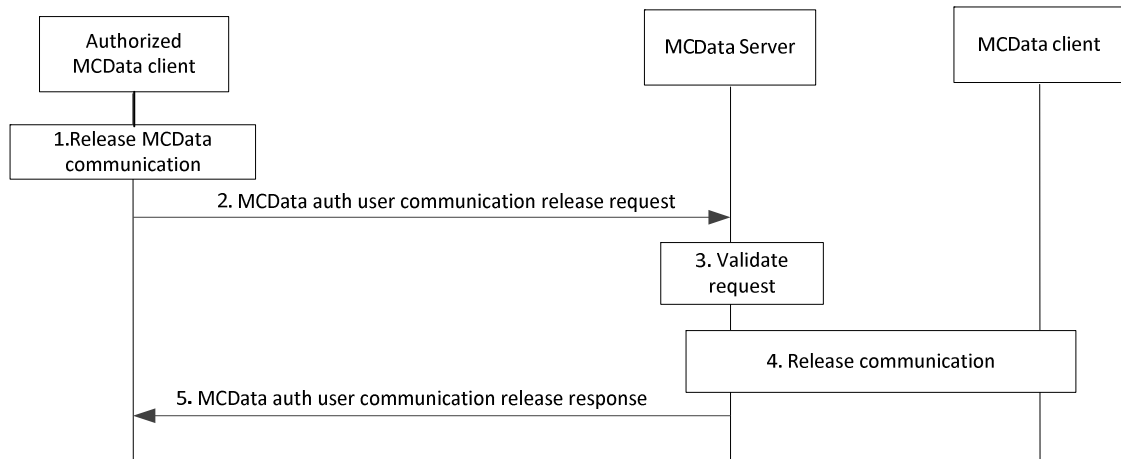 Authorized
MCData client
MCData Server
MCData client
1.Release MCData
communication
2. MCData auth user communication release request
3. Validate
request
4. Release communication
5. MCData auth user communication release response